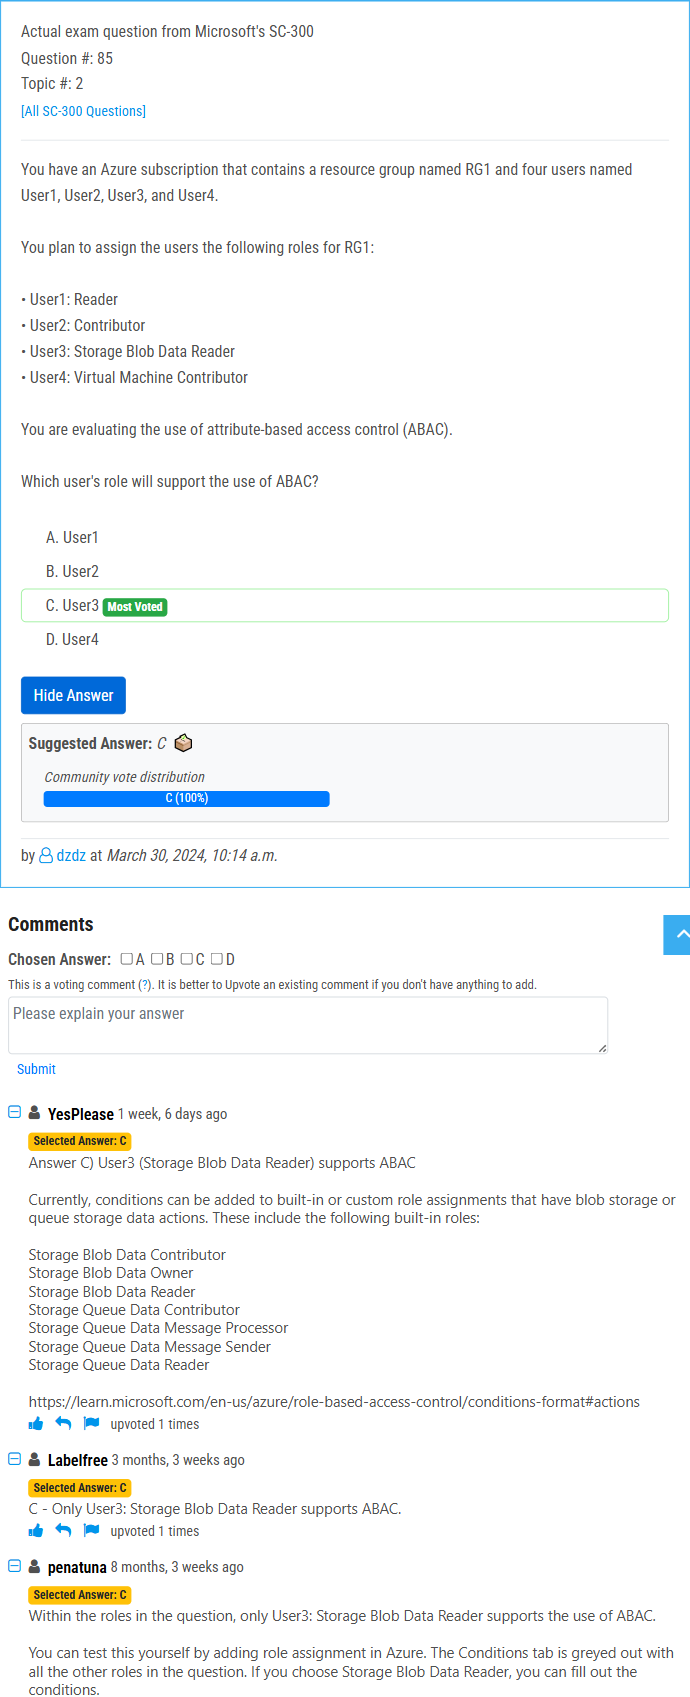 Actual exam question from Microsoft's SC-300
Question #: 85
Topic #: 2
[All SC-300 Questions]
You have an Azure subscription that contains a resource group named RG1 and four users named
User1, User2, User3, and User4.
You plan to assign the users the following roles for RG1:
• User1: Reader
• User2: Contributor
• User3: Storage Blob Data Reader
• User4: Virtual Machine Contributor
You are evaluating the use of attribute-based access control (ABAC).
Which user's role will support the use of ABAC?
A. User1
B. User2
C. User3 Most Voted
D. User4
Hide Answer
Suggested Answer: C
Community vote distribution
C (100%)
by dzdz at March 30, 2024, 10:14 a.m.
Comments
Chosen Answer: A B C D
This is a voting comment (?). It is better to Upvote an existing comment if you don't have anything to add.
Please explain your answer
Submit
YesPlease 1 week, 6 days ago
Selected Answer: C
Answer C) User3 (Storage Blob Data Reader) supports ABAC
Currently, conditions can be added to built-in or custom role assignments that have blob storage or
queue storage data actions. These include the following built-in roles:
Storage Blob Data Contributor
Storage Blob Data Owner
Storage Blob Data Reader
Storage Queue Data Contributor
Storage Queue Data Message Processor
Storage Queue Data Message Sender
Storage Queue Data Reader
https://learn.microsoft.com/en-us/azure/role-based-access-control/conditions-format#actions
upvoted 1 times
Labelfree 3 months, 3 weeks ago
Selected Answer: C
C - Only User3: Storage Blob Data Reader supports ABAC.
upvoted 1 times
penatuna 8 months, 3 weeks ago
Selected Answer: C
Within the roles in the question, only User3: Storage Blob Data Reader supports the use of ABAC.
You can test this yourself by adding role assignment in Azure. The Conditions tab is greyed out with
all the other roles in the question. If you choose Storage Blob Data Reader, you can fill out the
conditions.